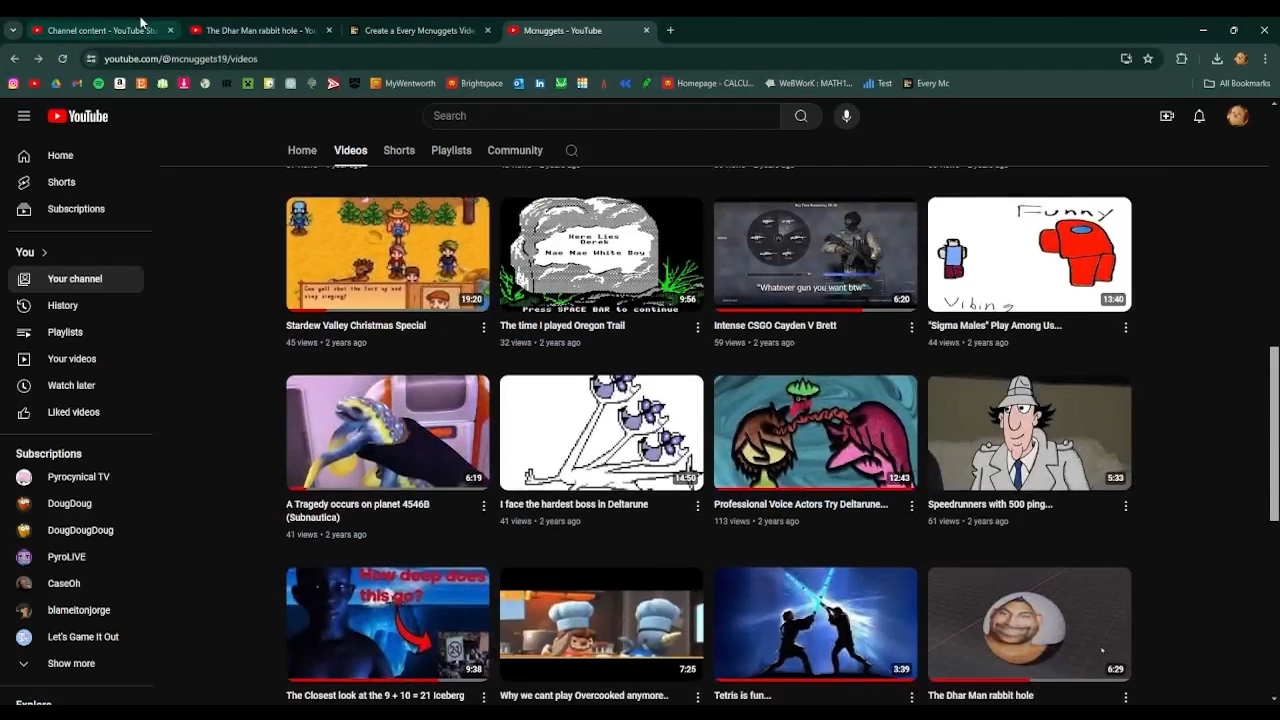 Channel content - YouTube Stu
The Dhar Man rabbit hole - You
Create a Every Mcnuggets Vide
Mcnuggets - YouTube
youtube.com/@mcnuggets19/videos
MyWentworth
Brightspace
Homepage - CALCU...
WeBWorK : MATH1...
Test
Every Mc
All Bookmarks
YouTube
Search
Home
Videos
Shorts
Playlists
Community
Home
Shorts
Subscriptions
You
Your channel
History
Playlists
Your videos
Watch later
Liked videos
Subscriptions
Pyrocynical TV
DougDoug
DougDougDoug
PyroLIVE
CaseOh
blameitonjorge
Let's Game It Out
Show more
19:20
Stardew Valley Christmas Special
45 views • 2 years ago
Here Lies
Derek
Nae Nae White Boy
Press SPACE BAR to continue
9:56
The time I played Oregon Trail
32 views • 2 years ago
"Whatever gun you want btw"
6:20
Intense CSGO Cayden V Brett
59 views • 2 years ago
Funny
Vibing
13:40
"Sigma Males" Play Among Us...
44 views • 2 years ago
6:19
A Tragedy occurs on planet 4546B
(Subnautica)
41 views • 2 years ago
14:50
I face the hardest boss in Deltarune
41 views • 2 years ago
12:43
Professional Voice Actors Try Deltarune...
113 views • 2 years ago
5:33
Speedrunners with 500 ping...
61 views • 2 years ago
How deep does
this go?
9:38
The Closest look at the 9 + 10 = 21 Iceberg
7:25
Why we cant play Overcooked anymore..
3:39
Tetris is fun...
6:29
The Dhar Man rabbit hole